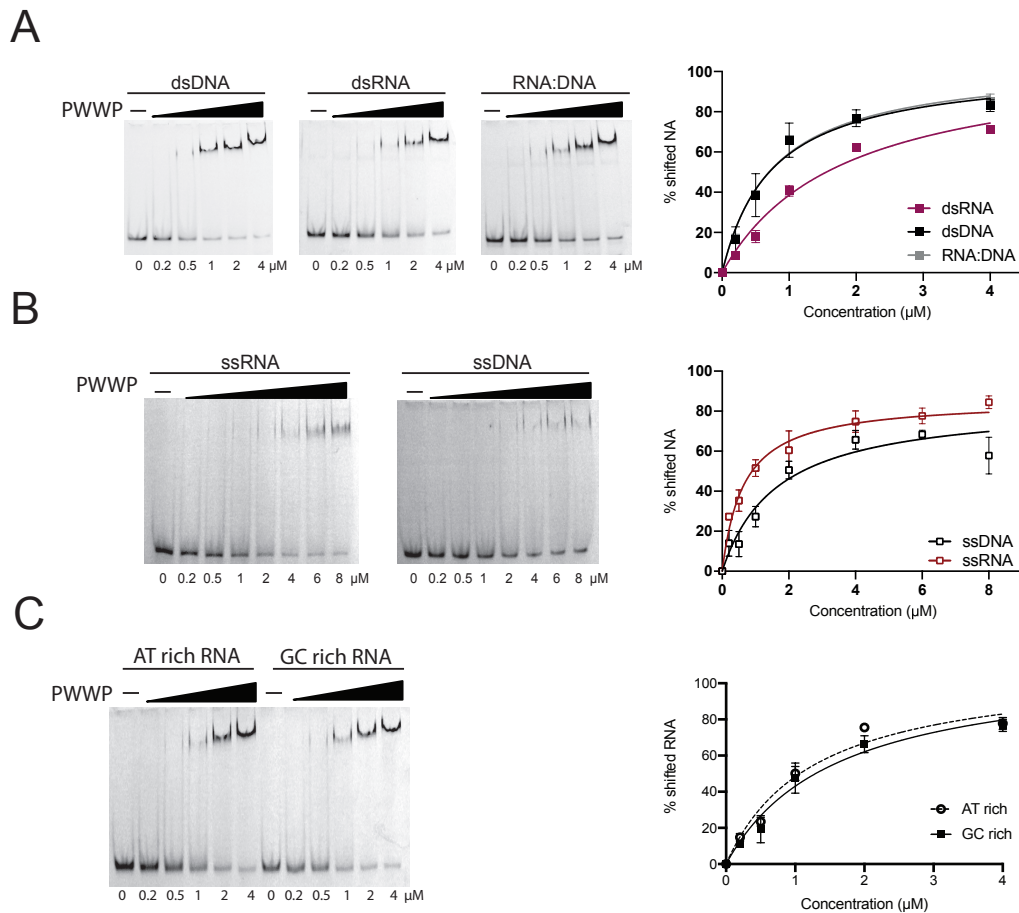 A
dsDNA dsRNA RNA:DNA
PWWP —
0 0.2 0.5 1 2 4 µM 0 0.2 0.5 1 2 4 µM 0 0.2 0.5 1 2 4 µM
% shifted NA
100
80
60
40
20
0
0 1 2 3 4
Concentration (µM)
dsRNA
dsDNA
RNA:DNA
B
ssRNA ssDNA
PWWP —
0 0.2 0.5 1 2 4 6 8 µM 0 0.2 0.5 1 2 4 6 8 µM
% shifted NA
100
80
60
40
20
0
0 2 4 6 8
Concentration (µM)
ssDNA
ssRNA
C
AT rich RNA GC rich RNA
PWWP —
0 0.2 0.5 1 2 4 0 0.2 0.5 1 2 4 µM
% shifted RNA
100
80
60
40
20
0
0 1 2 3 4
Concentration (µM)
AT rich
GC rich